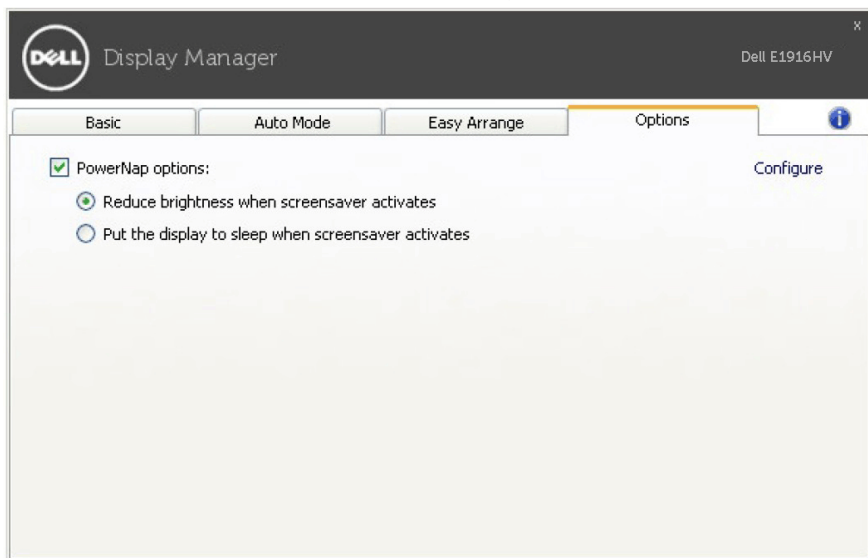 x
DELL Display Manager Dell E1916HV
Basic Auto Mode Easy Arrange Options i
PowerNap options: Configure
Reduce brightness when screensaver activates
Put the display to sleep when screensaver activates